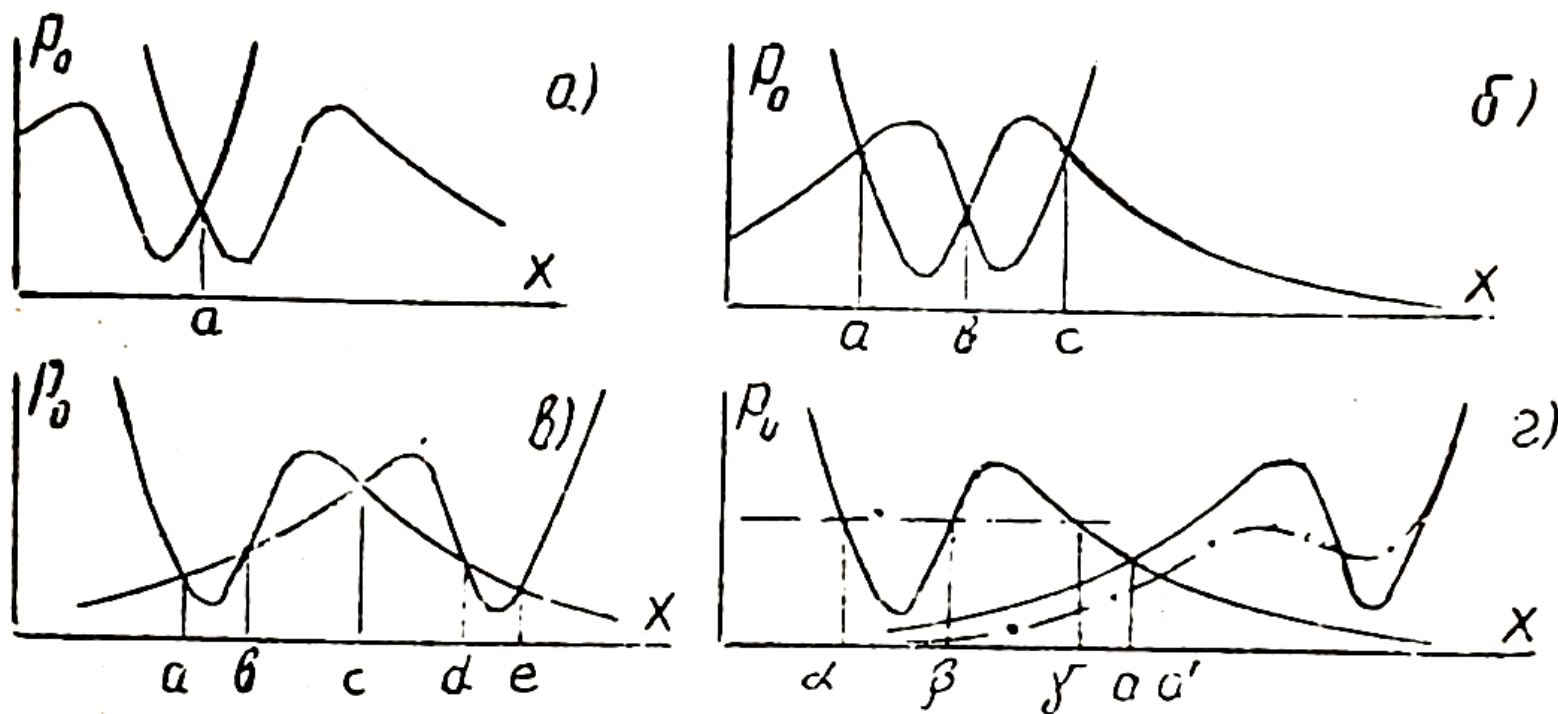 P₀ а)
x
a
P₀ б)
x
a в c
P₀ в)
x
a б c d e
P₀ г)
x
α β γ a a'